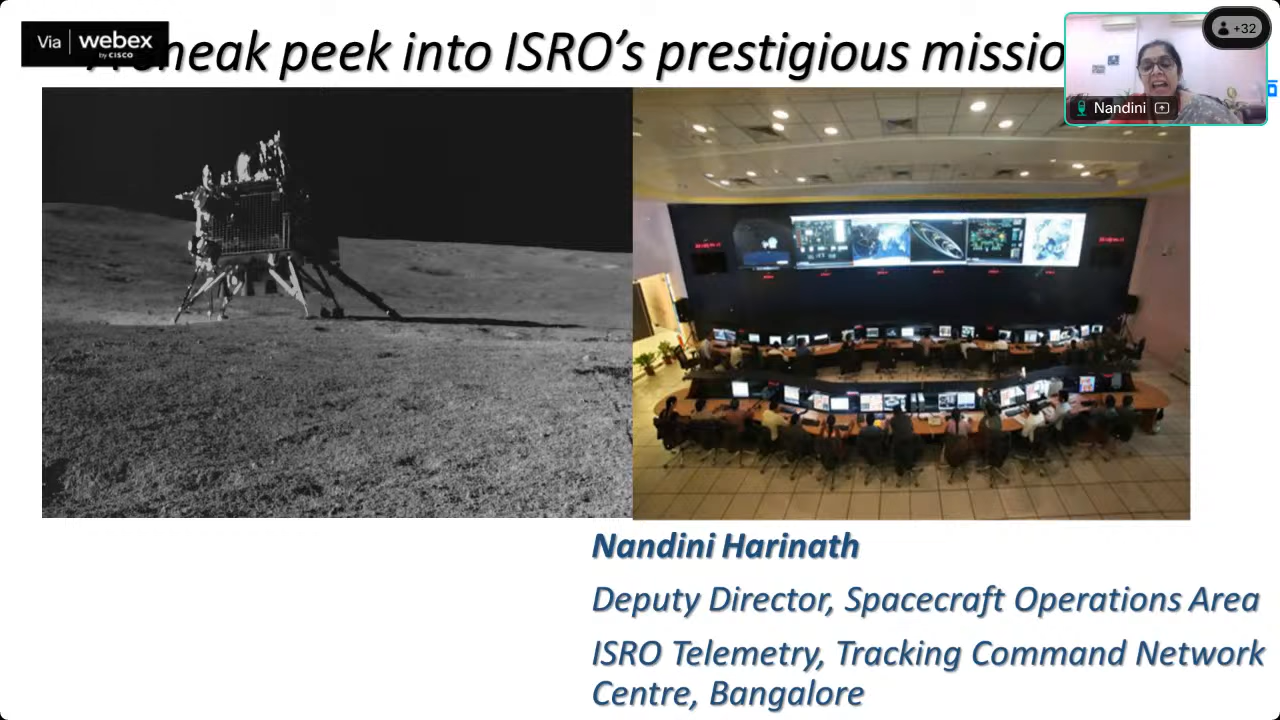 Via webex
by CISCO
sneak peek into ISRO's prestigious missio
+32
Nandini
Nandini Harinath
Deputy Director, Spacecraft Operations Area
ISRO Telemetry, Tracking Command Network
Centre, Bangalore